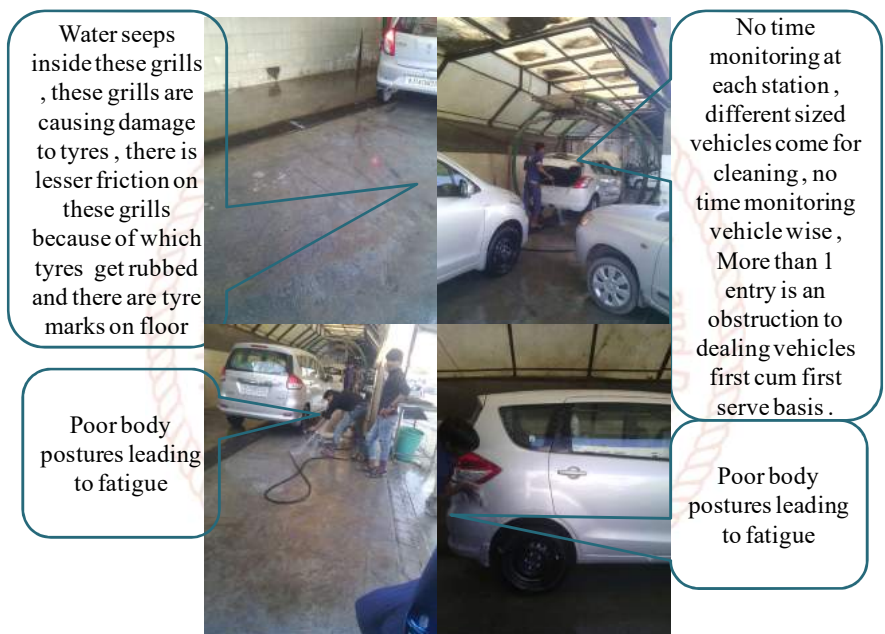 Water seeps
inside these grills
, these grills are
causing damage
to tyres , there is
lesser friction on
these grills
because of which
tyres get rubbed
and there are tyre
marks on floor
No time
monitoring at
each station ,
different sized
vehicles come for
cleaning , no
time monitoring
vehicle wise ,
More than 1
entry is an
obstruction to
dealing vehicles
first cum first
serve basis .
Poor body
postures leading
to fatigue
Poor body
postures leading
to fatigue